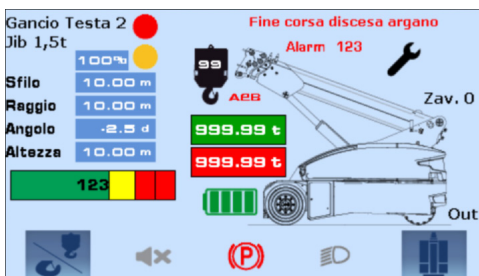 Gancio Testa 2
Jib 1,5t
100%
Sfilo 10.00 m
Raggio 10.00 m
Angolo -2.5 d
Altezza 10.00 m
123
Fine corsa discesa argano
Alarm 123
99
A2B
999.99 t
999.99 t
Zav. 0
Out
P